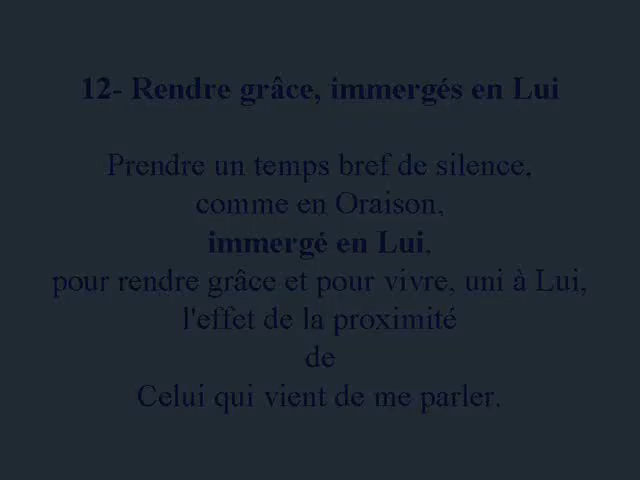 12- Rendre grâce, immergés en Lui
Prendre un temps bref de silence,
comme en Oraison,
immergé en Lui,
pour rendre grâce et pour vivre, uni à Lui,
l'effet de la proximité
de
Celui qui vient de me parler.